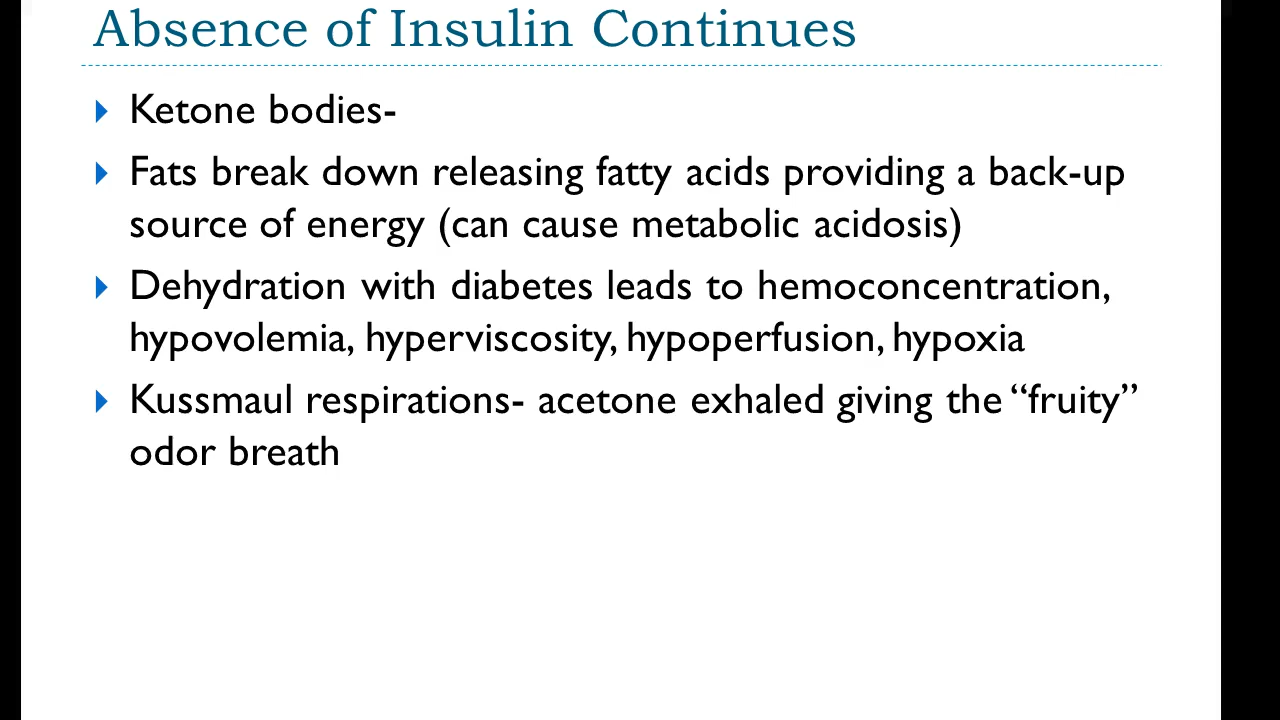 Absence of Insulin Continues
Ketone bodies-
Fats break down releasing fatty acids providing a back-up
source of energy (can cause metabolic acidosis)
Dehydration with diabetes leads to hemoconcentration,
hypovolemia, hyperviscosity, hypoperfusion, hypoxia
Kussmaul respirations- acetone exhaled giving the “fruity”
odor breath